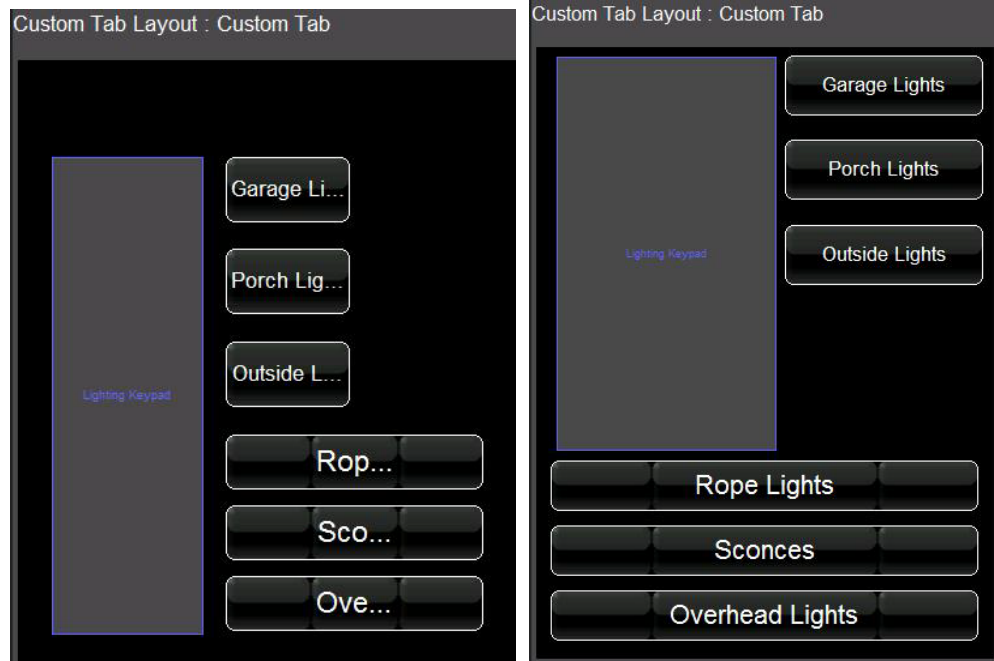 Custom Tab Layout : Custom Tab
Garage Li...
Porch Lig...
Outside L...
Lighting Keypad
Rop...
Sco...
Ove...
Custom Tab Layout : Custom Tab
Garage Lights
Porch Lights
Lighting Keypad
Outside Lights
Rope Lights
Sconces
Overhead Lights